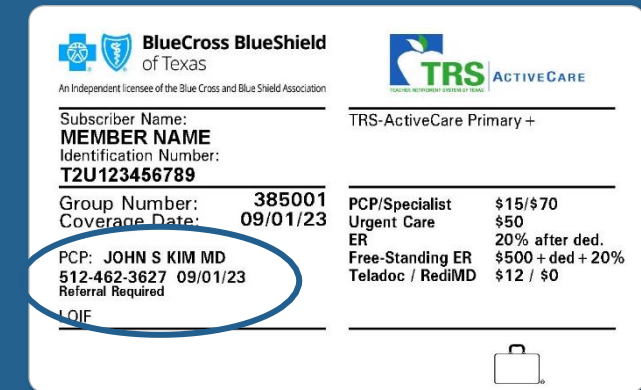 BlueCross BlueShield
of Texas
An Independent licensee of the Blue Cross and Blue Shield Association
TRS ACTIVECARE
TEACHER RETIREMENT SYSTEM OF TEXAS
Subscriber Name:
MEMBER NAME
Identification Number:
T2U123456789
TRS-ActiveCare Primary +
Group Number: 385001
Coverage Date: 09/01/23
PCP: JOHN S KIM MD
512-462-3627 09/01/23
Referral Required
LOIF
PCP/Specialist $15/$70
Urgent Care $50
ER 20% after ded.
Free-Standing ER $500 + ded + 20%
Teladoc / RediMD $12 / $0